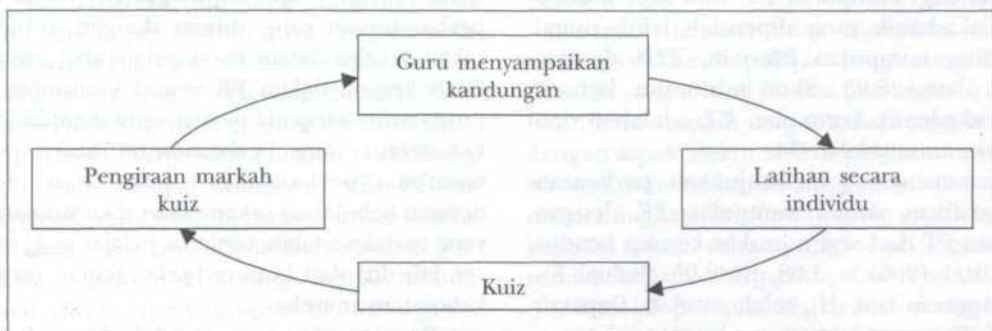 Guru menyampaikan
kandungan
Pengiraan markah
kuiz
Latihan secara
individu
Kuiz